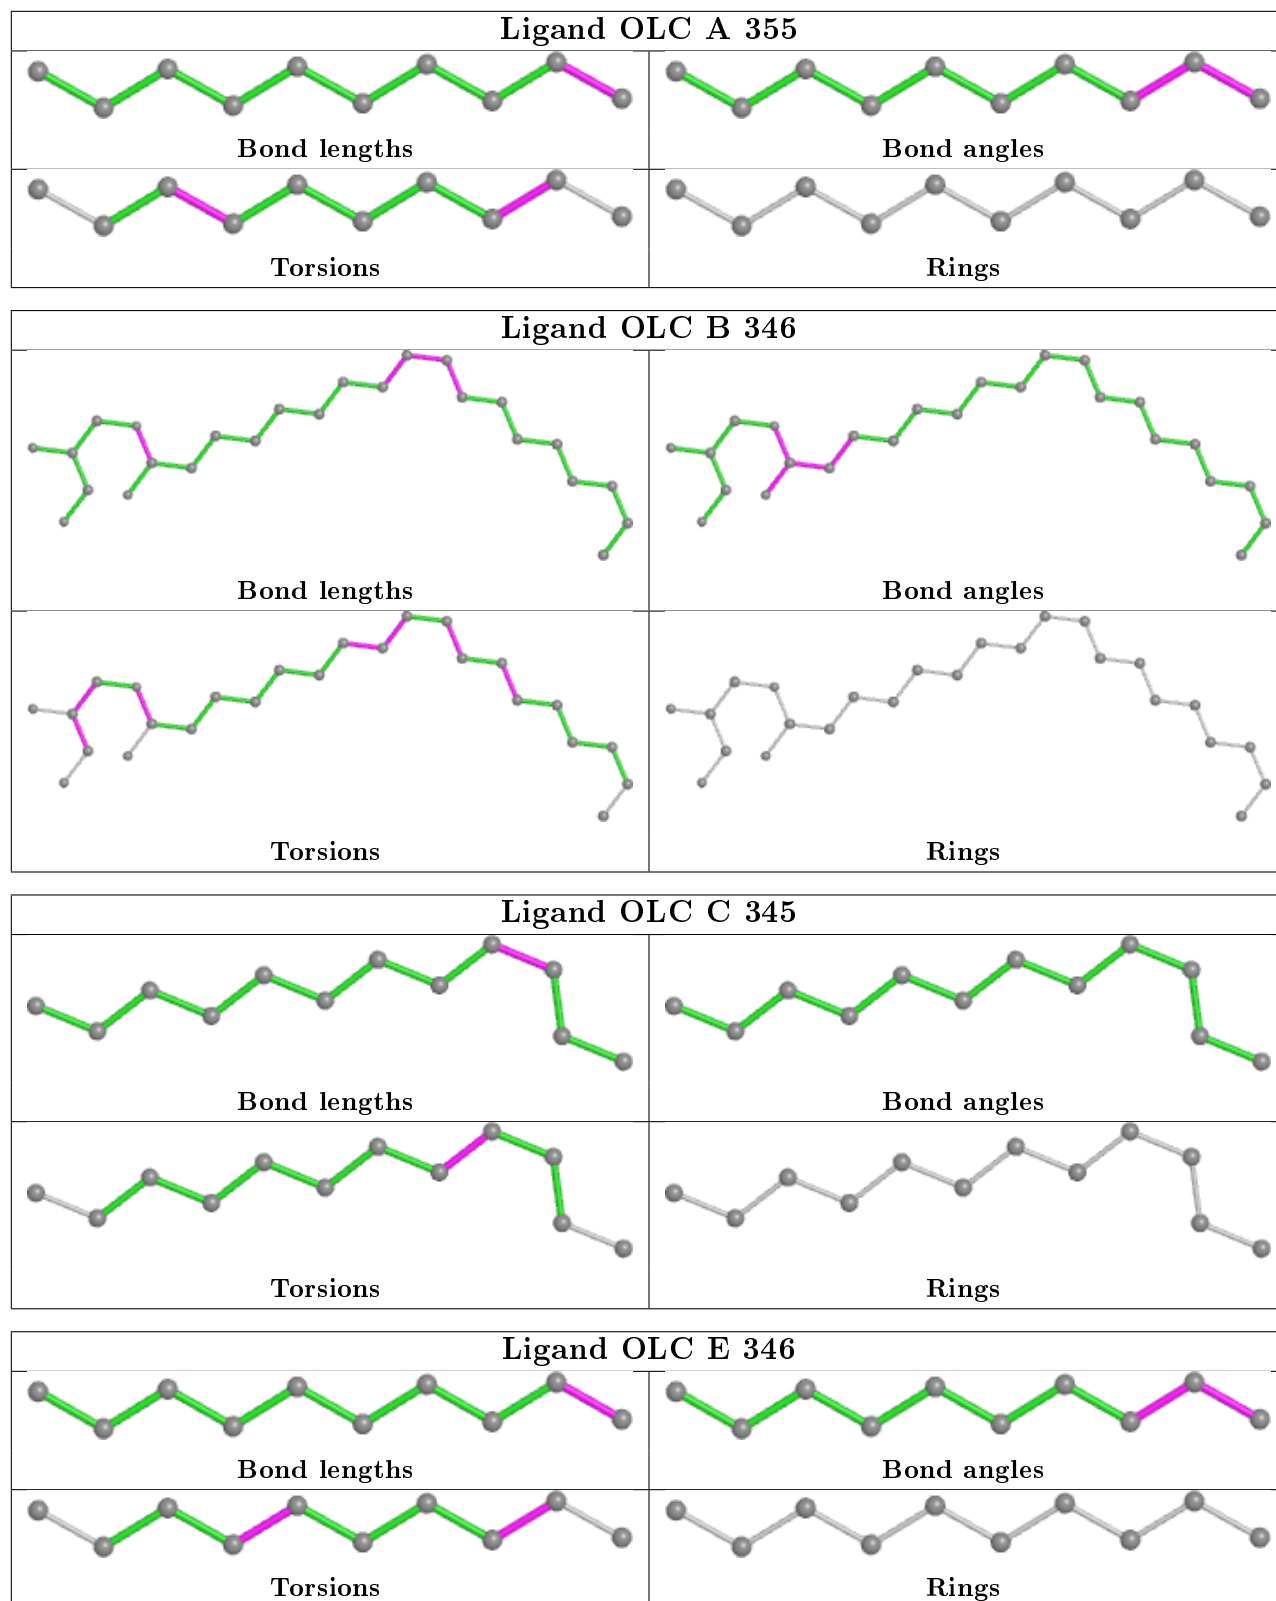 Ligand OLC A 355
Bond lengths
Bond angles
Torsions
Rings
Ligand OLC B 346
Bond lengths
Bond angles
Torsions
Rings
Ligand OLC C 345
Bond lengths
Bond angles
Torsions
Rings
Ligand OLC E 346
Bond lengths
Bond angles
Torsions
Rings